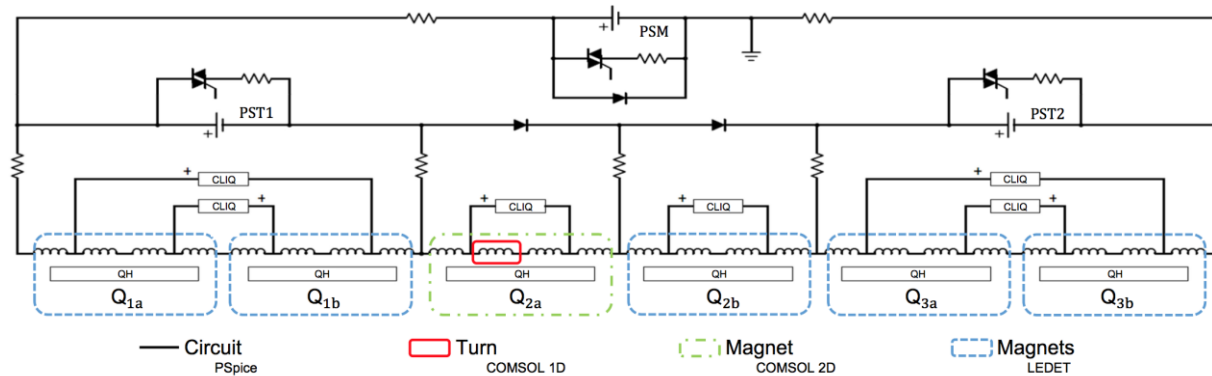 PSM
+
PST1
+
PST2
+
+
CLIQ
CLIQ
+
+
CLIQ
+
CLIQ
+
CLIQ
CLIQ
+
QH
QH
QH
QH
QH
QH
Q1a
Q1b
Q2a
Q2b
Q3a
Q3b
Circuit
PSpice
Turn
COMSOL 1D
Magnet
COMSOL 2D
Magnets
LEDET